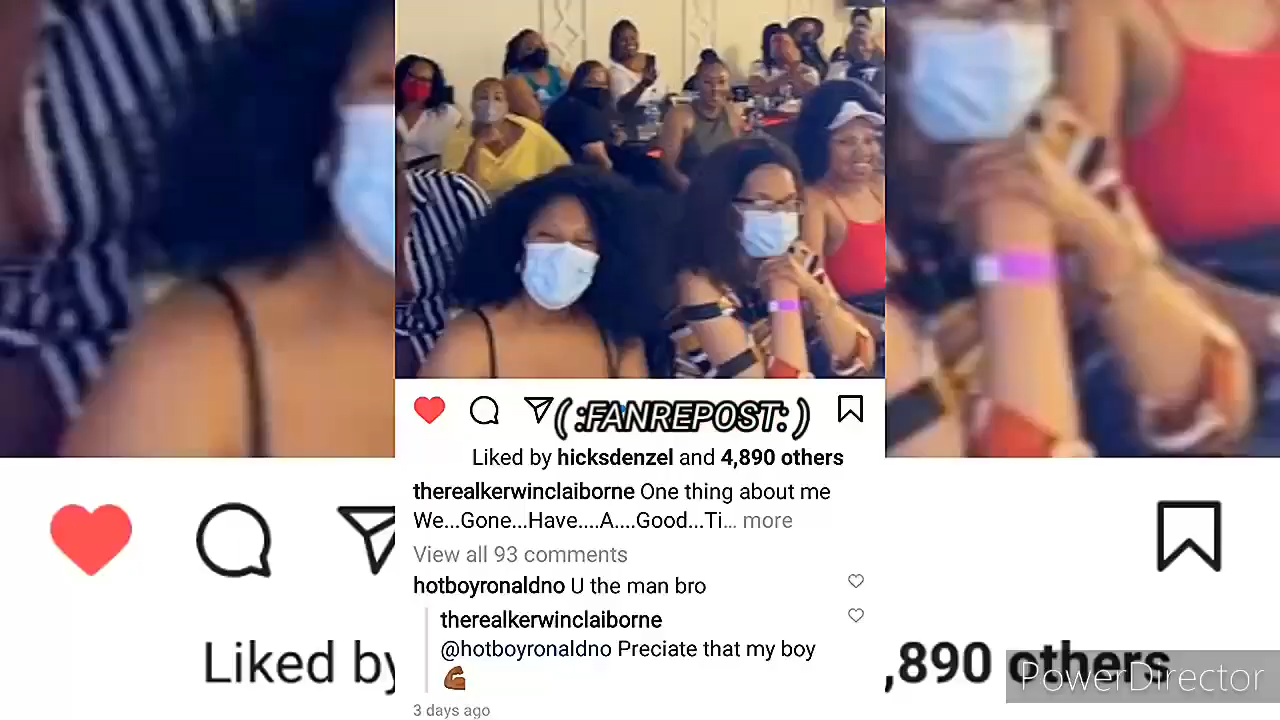 (:FANREPOST:)
Liked by hicksdenzel and 4,890 others
therealkerwinclaiborne One thing about me
We...Gone...Have....A....Good...Ti... more
View all 93 comments
hotboyronaldno U the man bro
therealkerwinclaiborne
@hotboyronaldno Preciate that my boy
💪🏾
3 days ago
Liked by
,890 others
PowerDirector